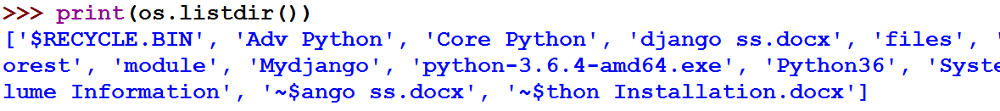 >>> print(os.listdir())
['$RECYCLE.BIN', 'Adv Python', 'Core Python', 'django ss.docx', 'files', '
orest', 'module', 'Mydjango', 'python-3.6.4-amd64.exe', 'Python36', 'Syste
lume Information', '~$ango ss.docx', '~$thon Installation.docx']